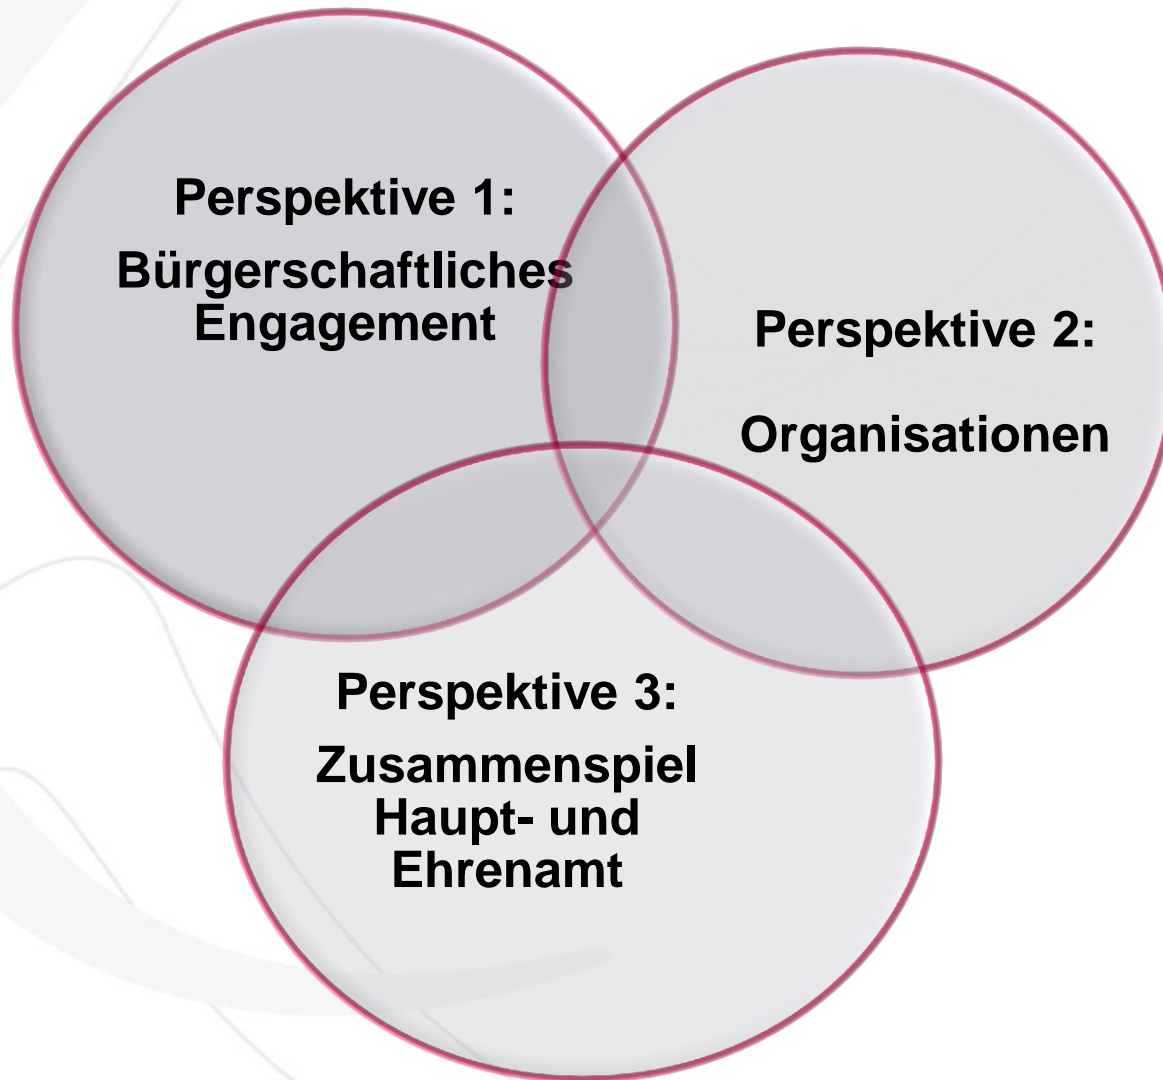 Perspektive 1:
Bürgerschaftliches
Engagement
Perspektive 2:
Organisationen
Perspektive 3:
Zusammenspiel
Haupt- und
Ehrenamt